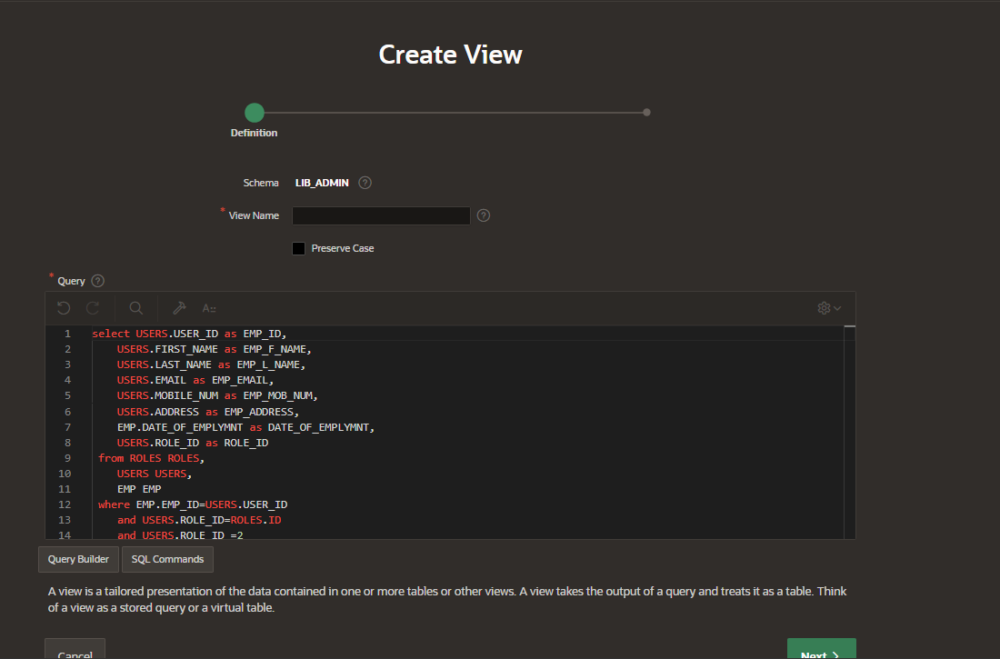 Create View
Definition
Schema LIB_ADMIN ?
* View Name ?
Preserve Case
* Query ?
A::
1 select USERS.USER_ID as EMP_ID,
2 USERS.FIRST_NAME as EMP_F_NAME,
3 USERS.LAST_NAME as EMP_L_NAME,
4 USERS.EMAIL as EMP_EMAIL,
5 USERS.MOBILE_NUM as EMP_MOB_NUM,
6 USERS.ADDRESS as EMP_ADDRESS,
7 EMP.DATE_OF_EMPLYMNT as DATE_OF_EMPLYMNT,
8 USERS.ROLE_ID as ROLE_ID
9 from ROLES ROLES,
10 USERS USERS,
11 EMP EMP
12 where EMP.EMP_ID=USERS.USER_ID
13 and USERS.ROLE_ID=ROLES.ID
14 and USERS.ROLE_ID =2
Query Builder SQL Commands
A view is a tailored presentation of the data contained in one or more tables or other views. A view takes the output of a query and treats it as a table. Think
of a view as a stored query or a virtual table.
Cancel Next >